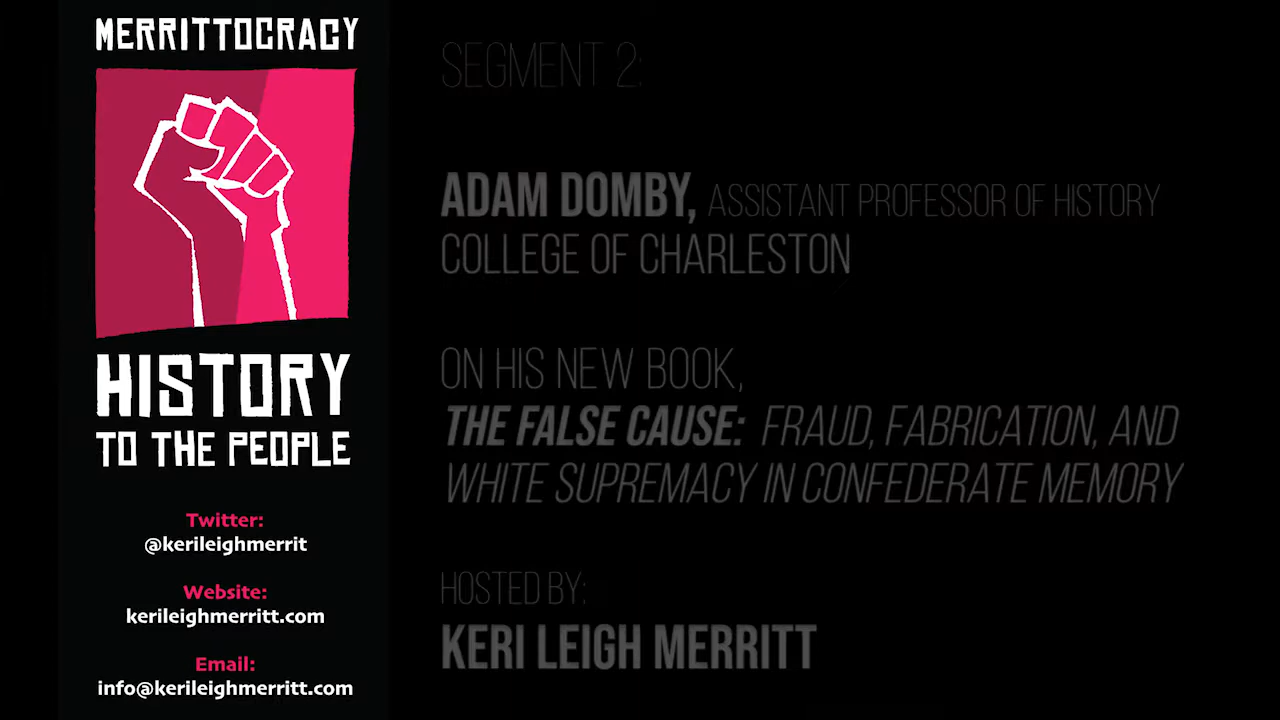 MERRITTOCRACY
HISTORY
TO THE PEOPLE
Twitter:
@kerileighmerrit
Website:
kerileighmerritt.com
Email:
info@kerileighmerritt.com
SEGMENT 2:
ADAM DOMBY, ASSISTANT PROFESSOR OF HISTORY
COLLEGE OF CHARLESTON
ON HIS NEW BOOK,
THE FALSE CAUSE: FRAUD, FABRICATION, AND
WHITE SUPREMACY IN CONFEDERATE MEMORY
HOSTED BY:
KERI LEIGH MERRITT